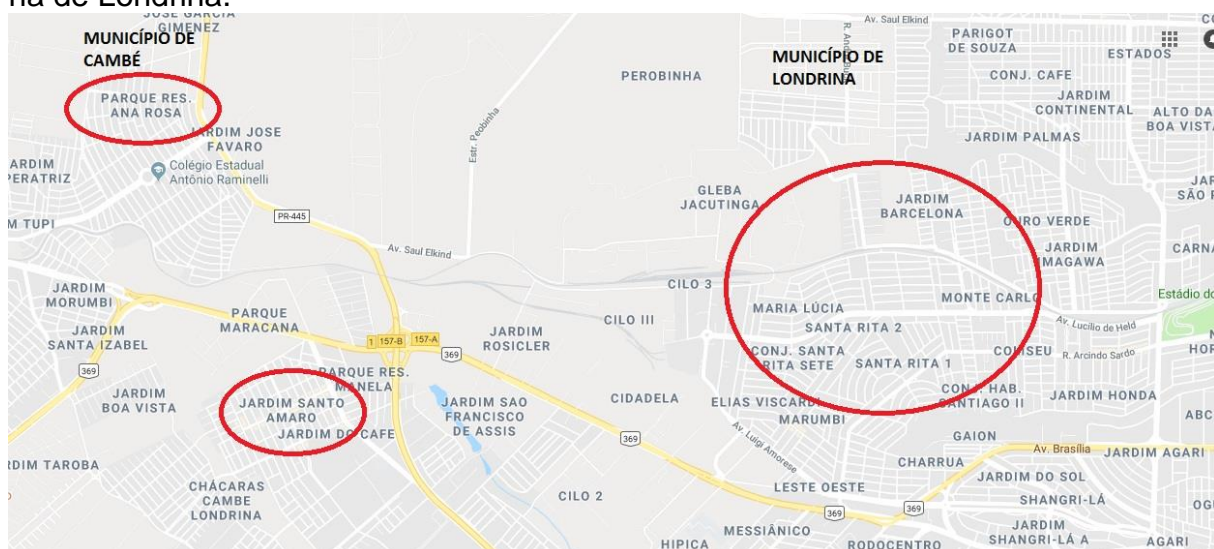 na de Londrina:
JOSE GARCIA
GIMENEZ
MUNICÍPIO DE
CAMBÉ
PARQUE RES.
ANA ROSA
JARDIM JOSE
FAVARO
Colégio Estadual
Antônio Raminelli
ARDIM
PERATRIZ
M TUPI
PR-445
Av. Saul Elkind
Estr. Peobinha
PEROBINHA
Av. Saul Elkind
MUNICÍPIO DE
LONDRINA
PARIGOT
DE SOUZA
ESTADOS
CONJ. CAFE
JARDIM
CONTINENTAL
ALTO DA
BOA VISTA
JARDIM PALMAS
GLEBA
JACUTINGA
JARDIM
BARCELONA
OURO VERDE
JAR
SÃO F
JARDIM
IMAGAWA
CARNA
JARDIM
MORUMBI
JARDIM
SANTA IZABEL
369
PARQUE
MARACANA
1 157-B 157-A
369
JARDIM
ROSICLER
CILO III
CILO 3
MARIA LÚCIA
MONTE CARLO
Estádio do
SANTA RITA 2
Av. Lucilio de Held
CONJ. SANTA
RITA SETE
SANTA RITA 1
COLISEU
R. Arcindo Sardo
N
HOR
JARDIM
BOA VISTA
PARQUE RES.
MANELA
JARDIM SANTO
AMARO
JARDIM DO CAFE
JARDIM SAO
FRANCISCO
DE ASSIS
CIDADELA
ELIAS VISCARDI
MARUMBI
CONJ. HAB.
SANTIAGO II
JARDIM HONDA
ABC
369
Av. Luigi Amorese
GAION
Av. Brasília
JARDIM AGARI
RDIM TAROBA
CHÁCARAS
CAMBE
LONDRINA
CILO 2
CHARRUA
JARDIM DO SOL
LESTE OESTE
SHANGRI-LÁ
OGU
369
369
MESSIÂNICO
JARDIM
SHANGRI-LÁ A
AGARI
HIPICA
RODOCENTRO